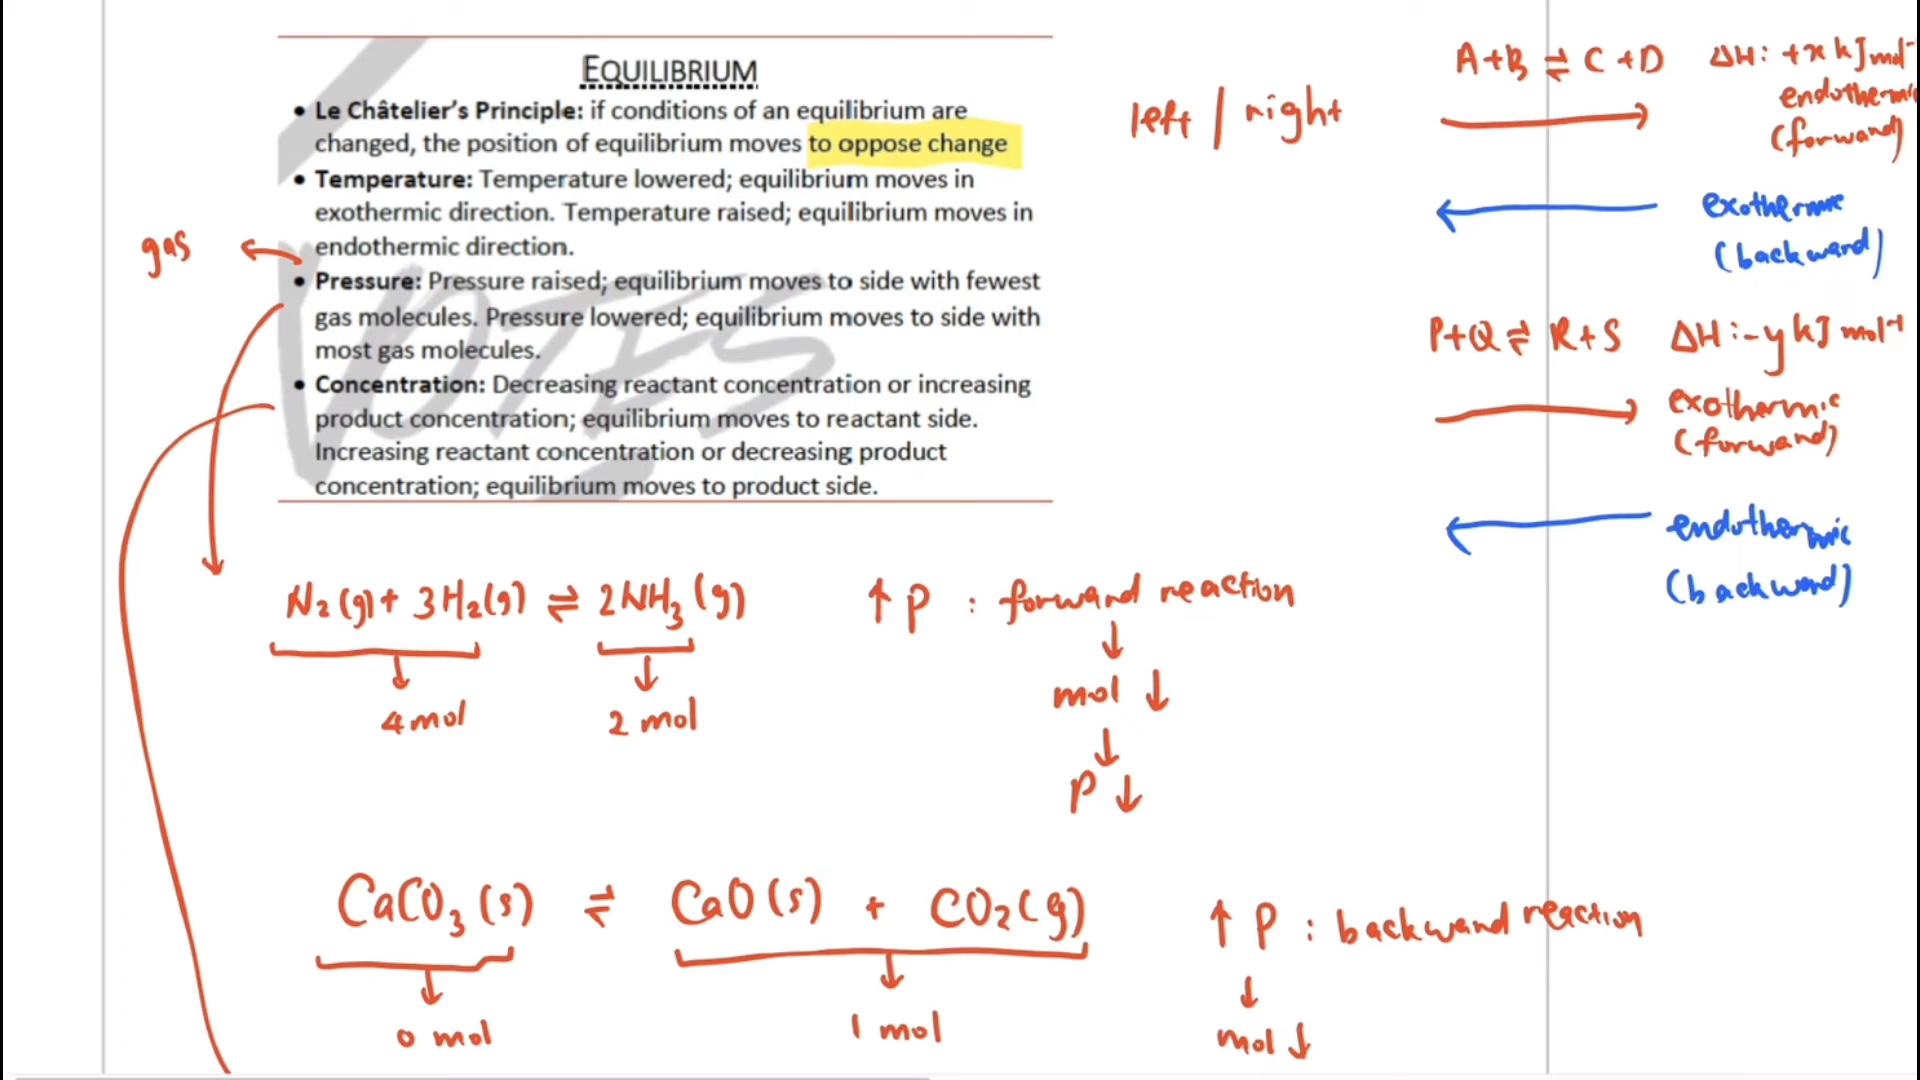 EQUILIBRIUM
• Le Châtelier's Principle: if conditions of an equilibrium are
changed, the position of equilibrium moves to oppose change
• Temperature: Temperature lowered; equilibrium moves in
exothermic direction. Temperature raised; equilibrium moves in
endothermic direction.
• Pressure: Pressure raised; equilibrium moves to side with fewest
gas molecules. Pressure lowered; equilibrium moves to side with
most gas molecules.
• Concentration: Decreasing reactant concentration or increasing
product concentration; equilibrium moves to reactant side.
Increasing reactant concentration or decreasing product
concentration; equilibrium moves to product side.
gas
left / right
A+B ⇌ C+D ΔH: +x kJmol⁻
endothermic
(forward)
exothermic
(backward)
P+Q ⇌ R+S ΔH:-y kJ mol⁻¹
exothermic
(forward)
endothermic
(backward)
N₂(g)+ 3H₂(g) ⇌ 2NH₃(g)
4 mol 2 mol
↑ P : forward reaction
↓
mol ↓
↓
P ↓
CaCO₃(s) ⇌ CaO(s) + CO₂(g)
0 mol 1 mol
↑ P : backward reaction
↓
mol ↓